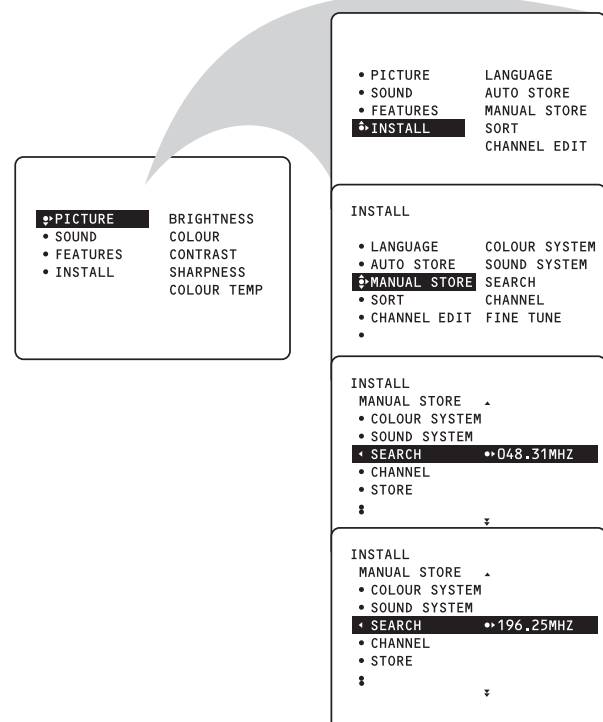 PICTURE BRIGHTNESS
SOUND COLOUR
FEATURES CONTRAST
INSTALL SHARPNESS
COLOUR TEMP
PICTURE LANGUAGE
SOUND AUTO STORE
FEATURES MANUAL STORE
INSTALL SORT
CHANNEL EDIT
INSTALL
LANGUAGE COLOUR SYSTEM
AUTO STORE SOUND SYSTEM
MANUAL STORE SEARCH
SORT CHANNEL
CHANNEL EDIT FINE TUNE
INSTALL
MANUAL STORE
COLOUR SYSTEM
SOUND SYSTEM
SEARCH 048.31MHZ
CHANNEL
STORE
INSTALL
MANUAL STORE
COLOUR SYSTEM
SOUND SYSTEM
SEARCH 196.25MHZ
CHANNEL
STORE